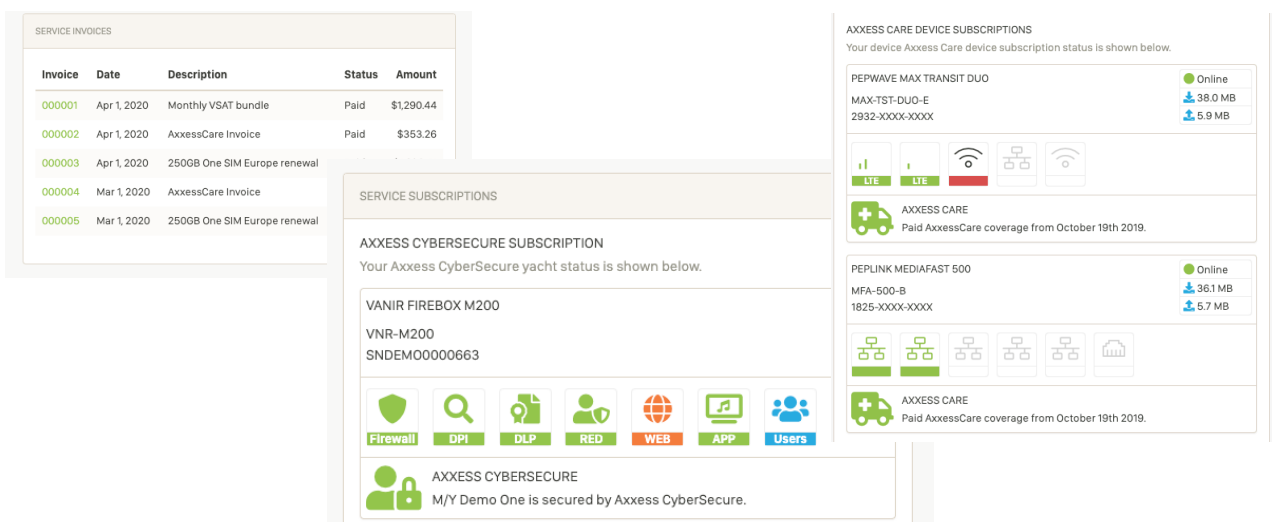 SERVICE INVOICES
Invoice Date Description Status Amount
000001 Apr 1, 2020 Monthly VSAT bundle Paid $1,290.44
000002 Apr 1, 2020 AxxessCare Invoice Paid $353.26
000003 Apr 1, 2020 250GB One SIM Europe renewal
000004 Mar 1, 2020 AxxessCare Invoice
000005 Mar 1, 2020 250GB One SIM Europe renewal
SERVICE SUBSCRIPTIONS
AXXESS CYBERSECURE SUBSCRIPTION
Your Axxess CyberSecure yacht status is shown below.
VANIR FIREBOX M200
VNR-M200
SNDEMO0000663
Firewall DPI DLP RED WEB APP Users
AXXESS CYBERSECURE
M/Y Demo One is secured by Axxess CyberSecure.
AXXESS CARE DEVICE SUBSCRIPTIONS
Your device Axxess Care device subscription status is shown below.
PEPWAVE MAX TRANSIT DUO Online
MAX-TST-DUO-E 38.0 MB
2932-XXXX-XXXX 5.9 MB
LTE LTE
AXXESS CARE
Paid AxxessCare coverage from October 19th 2019.
PEPLINK MEDIAFAST 500 Online
MFA-500-B 36.1 MB
1825-XXXX-XXXX 5.7 MB
AXXESS CARE
Paid AxxessCare coverage from October 19th 2019.